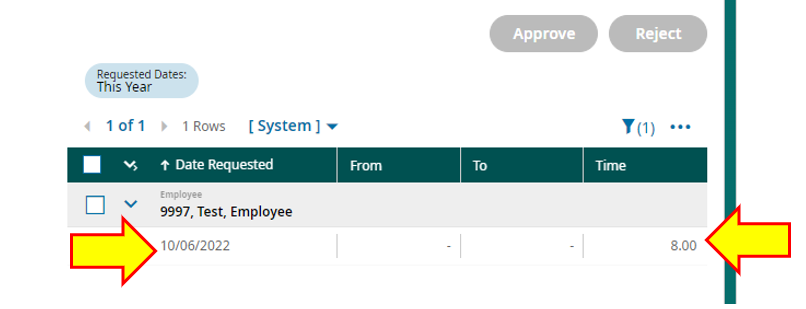 Approve Reject
Requested Dates:
This Year
1 of 1 1 Rows [ System ] (1) •••
Date Requested From To Time
Employee
9997, Test, Employee
10/06/2022 - - 8.00